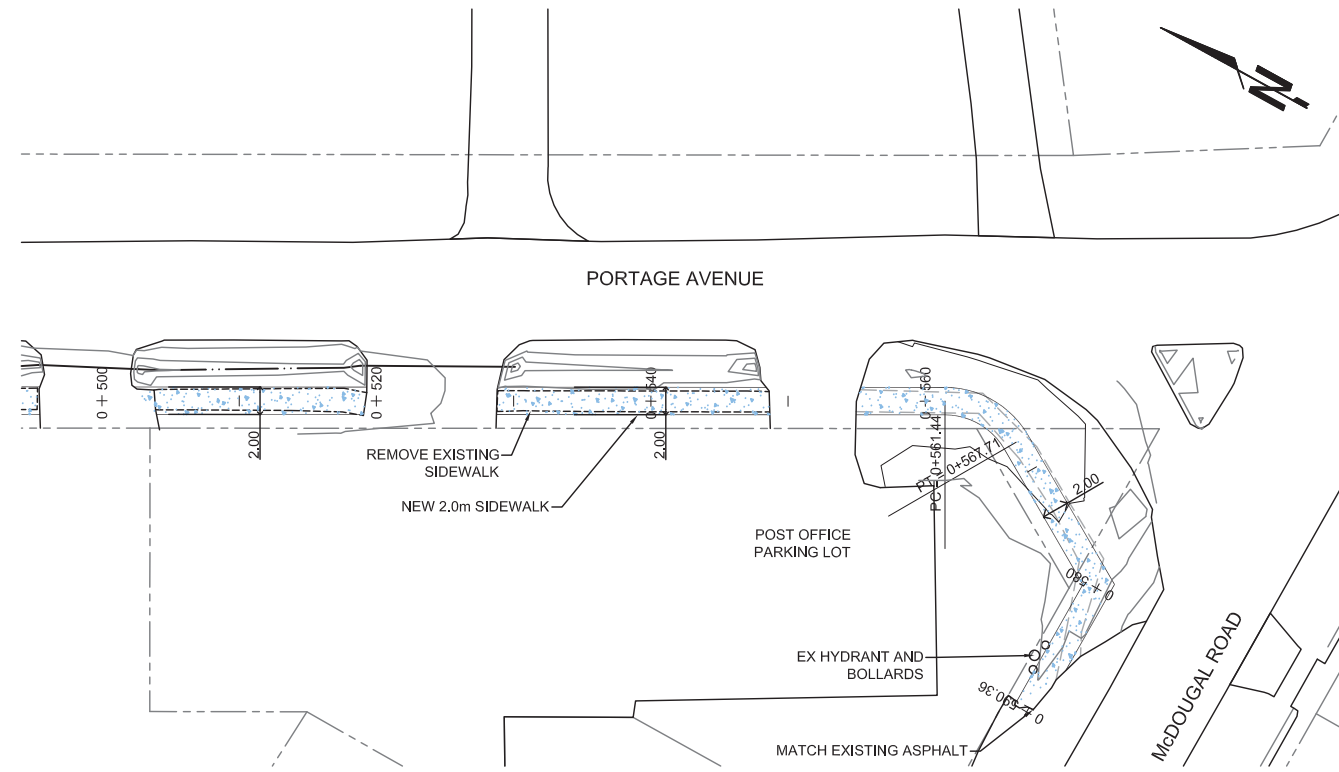 N
PORTAGE AVENUE
0 + 500
0 + 520
0 + 540
0 + 560
2.00
2.00
PC = 0+561.44
PT = 0+567.71
2.00
REMOVE EXISTING
SIDEWALK
NEW 2.0m SIDEWALK
POST OFFICE
PARKING LOT
0 + 580
EX HYDRANT AND
BOLLARDS
0 + 590.36
MATCH EXISTING ASPHALT
McDOUGAL ROAD